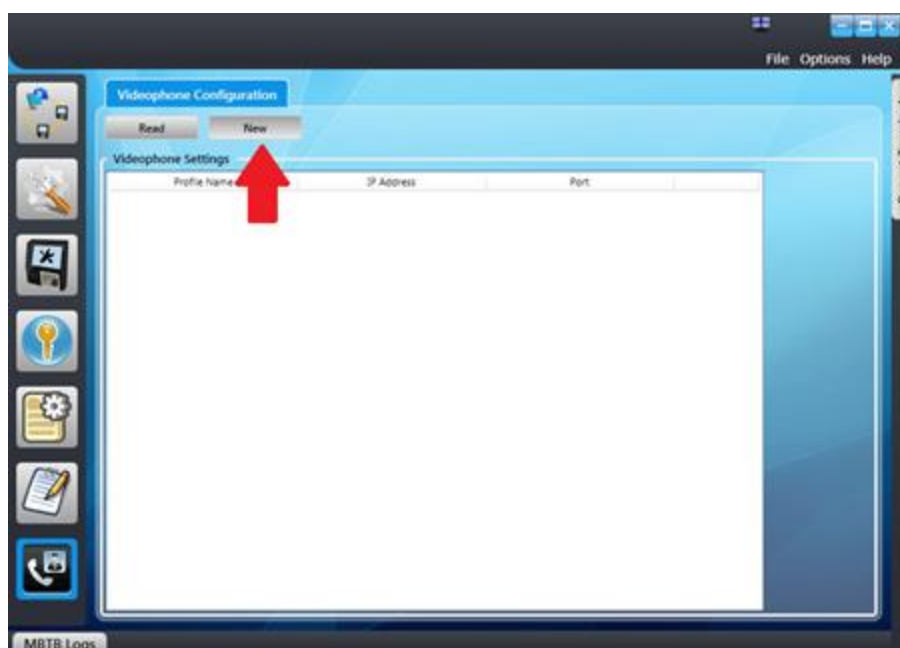 File Options Help
Videophone Configuration
Read New
Videophone Settings
Profile Name IP Address Port
MBTB Logs